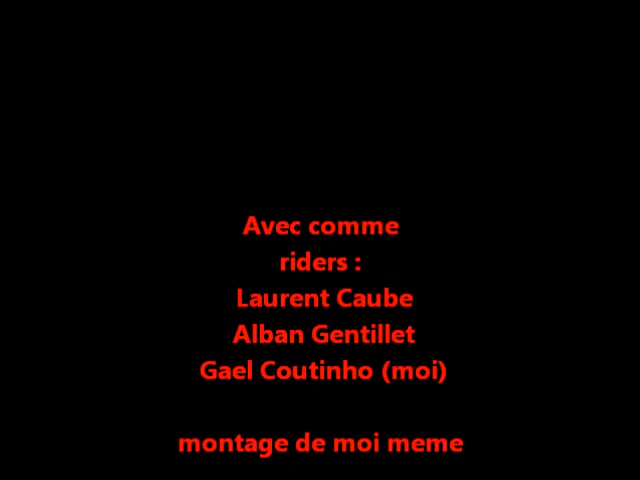 Avec comme
riders :
Laurent Caube
Alban Gentillet
Gael Coutinho (moi)
montage de moi meme